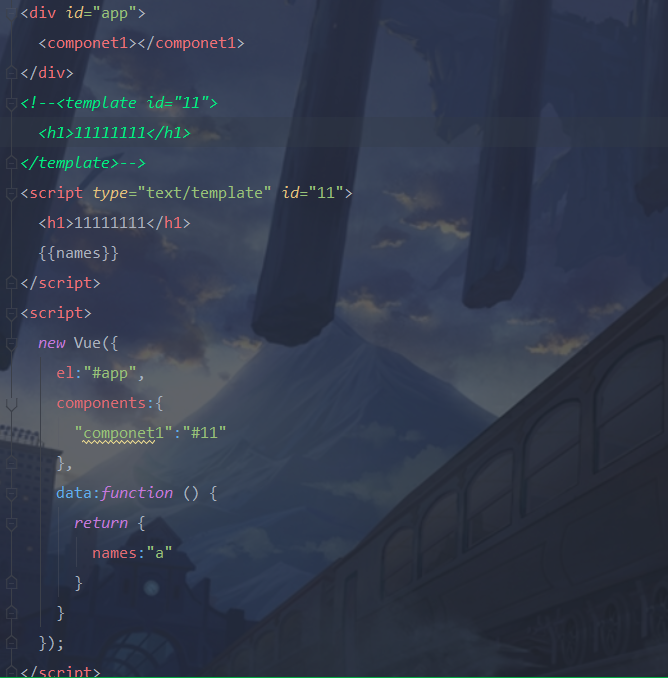 <div id="app">
<componet1></componet1>
</div>
<!--<template id="11">
<h1>11111111</h1>
</template>-->
<script type="text/template" id="11">
<h1>11111111</h1>
{{names}}
</script>
<script>
new Vue({
el:"#app",
components:{
"componet1":"#11"
},
data:function () {
return {
names:"a"
}
}
});
</script>